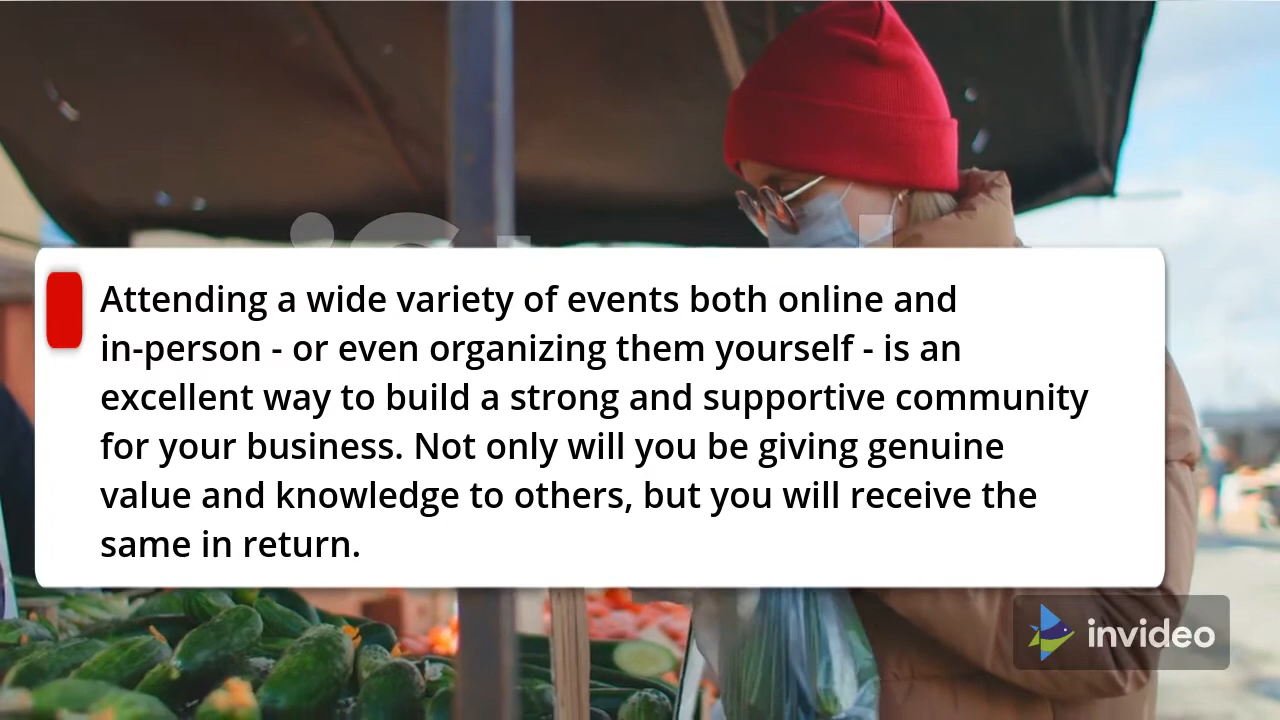 Attending a wide variety of events both online and
in-person - or even organizing them yourself - is an
excellent way to build a strong and supportive community
for your business. Not only will you be giving genuine
value and knowledge to others, but you will receive the
same in return.
invideo